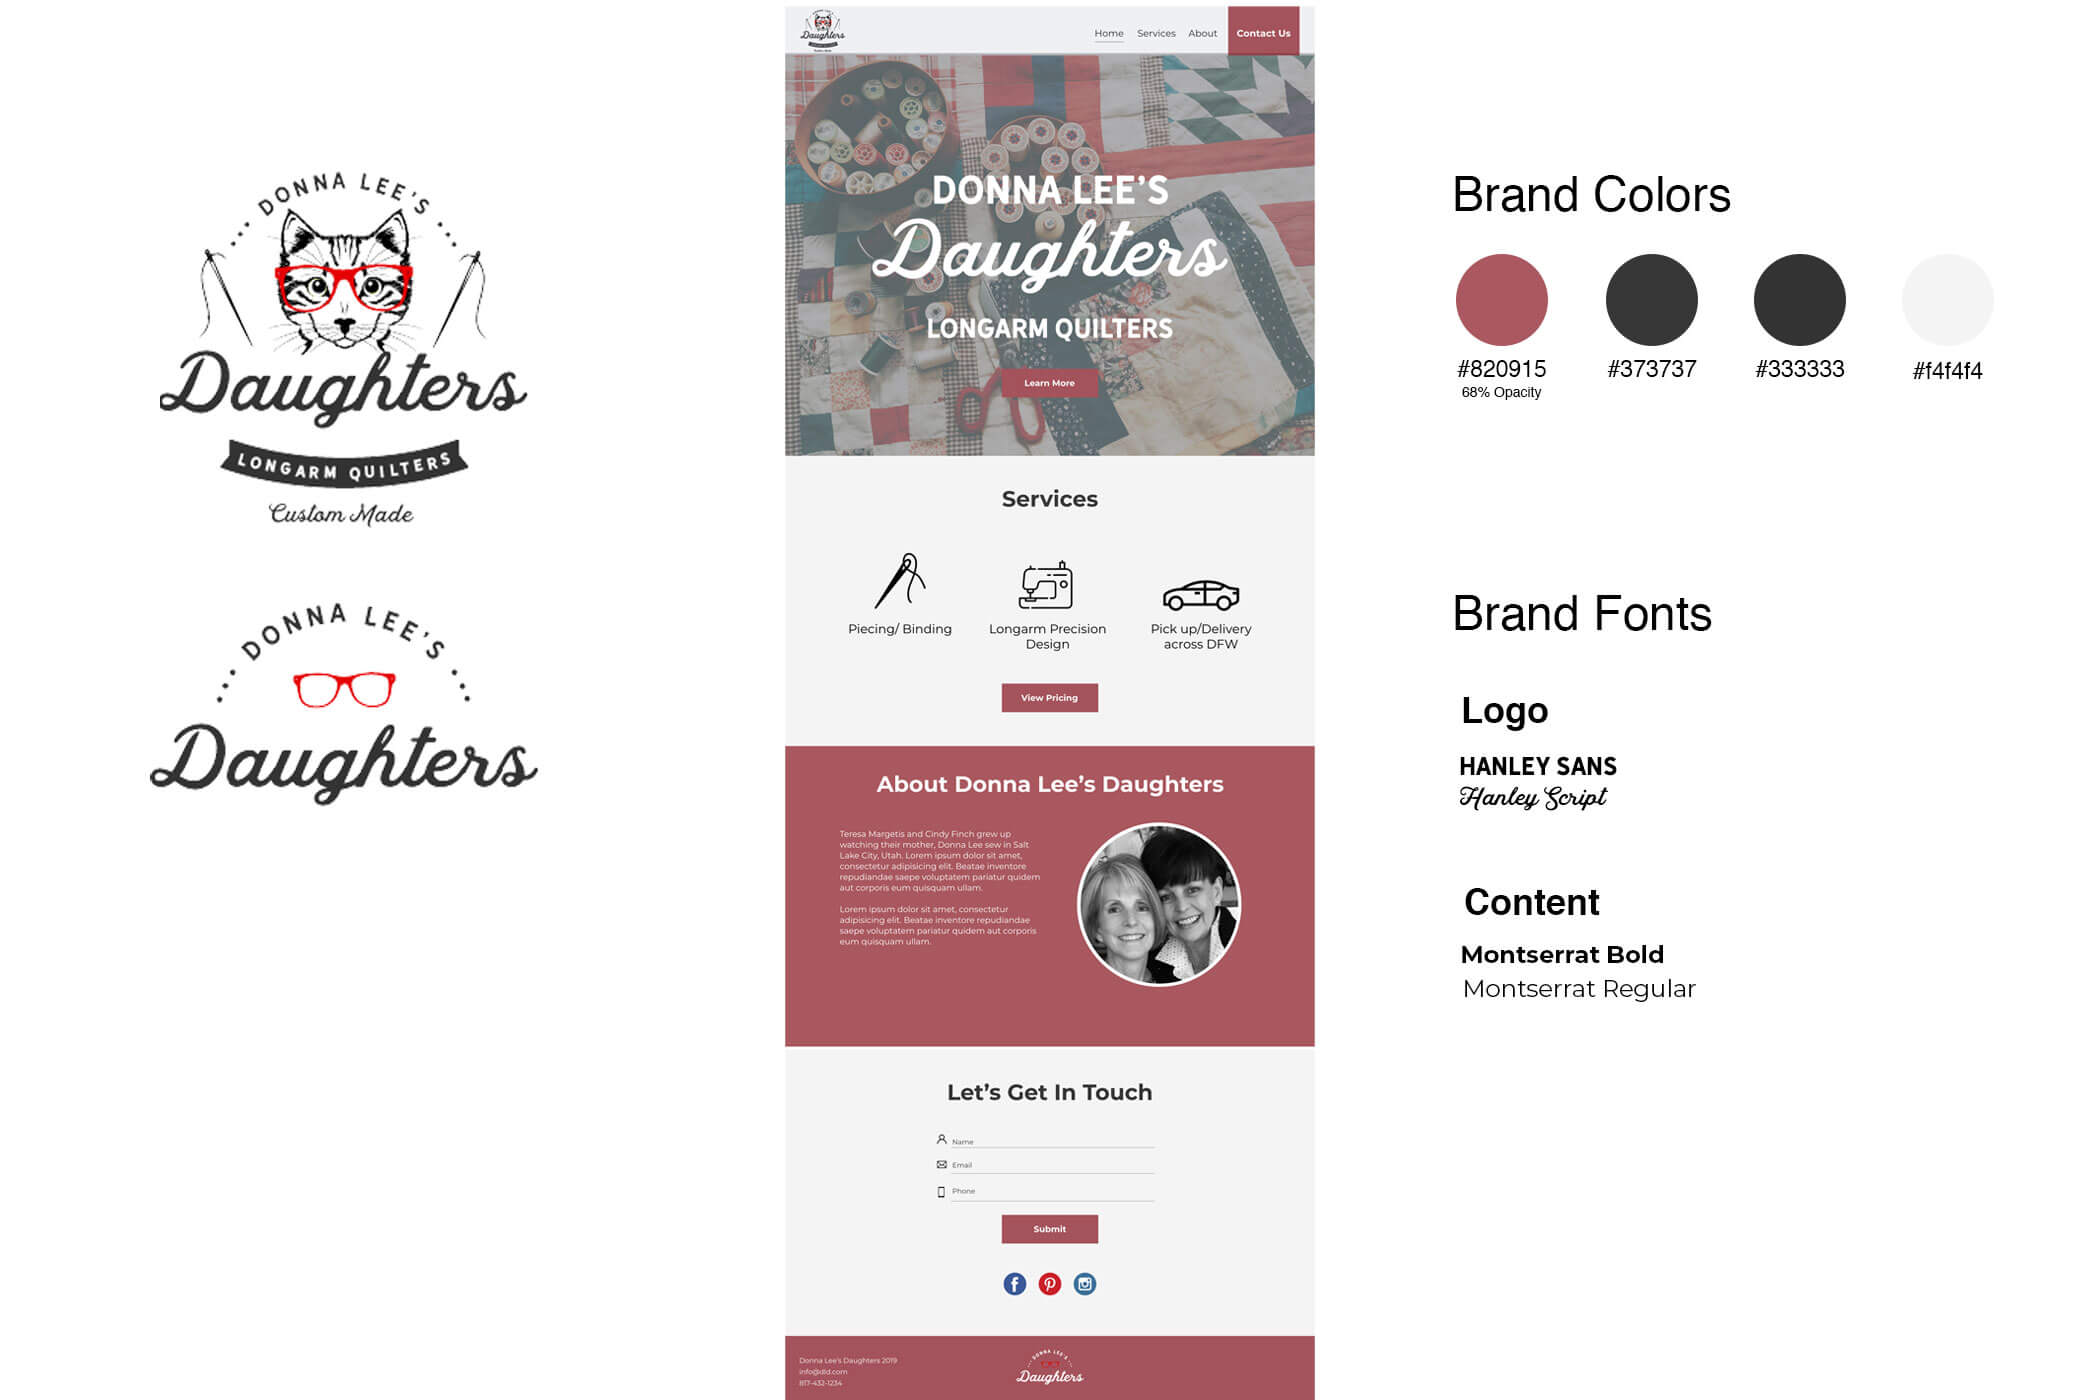 DONNA LEE'S
Daughters
LONGARM QUILTERS
Custom Made
DONNA LEE'S
Daughters
Daughters
Home
Services
About
Contact Us
DONNA LEE'S
Daughters
LONGARM QUILTERS
Learn More
Services
Piecing/ Binding
Longarm Precision
Design
Pick up/Delivery
across DFW
View Pricing
About Donna Lee's Daughters
Teresa Margetis and Cindy Finch grew up
watching their mother, Donna Lee sew in Salt
Lake City, Utah. Lorem ipsum dolor sit amet,
consectetur adipisicing elit. Beatae inventore
repudiandae saepe voluptatem pariatur quidem
aut corporis eum quisquam ullam.
Lorem ipsum dolor sit amet, consectetur
adipisicing elit. Beatae inventore repudiandae
saepe voluptatem pariatur quidem aut corporis
eum quisquam ullam.
Let's Get In Touch
Name
Email
Phone
Submit
Donna Lee's Daughters 2019
info@dld.com
817-432-1234
DONNA LEE'S
Daughters
Brand Colors
#820915
68% Opacity
#373737
#333333
#f4f4f4
Brand Fonts
Logo
HANLEY SANS
Hanley Script
Content
Montserrat Bold
Montserrat Regular